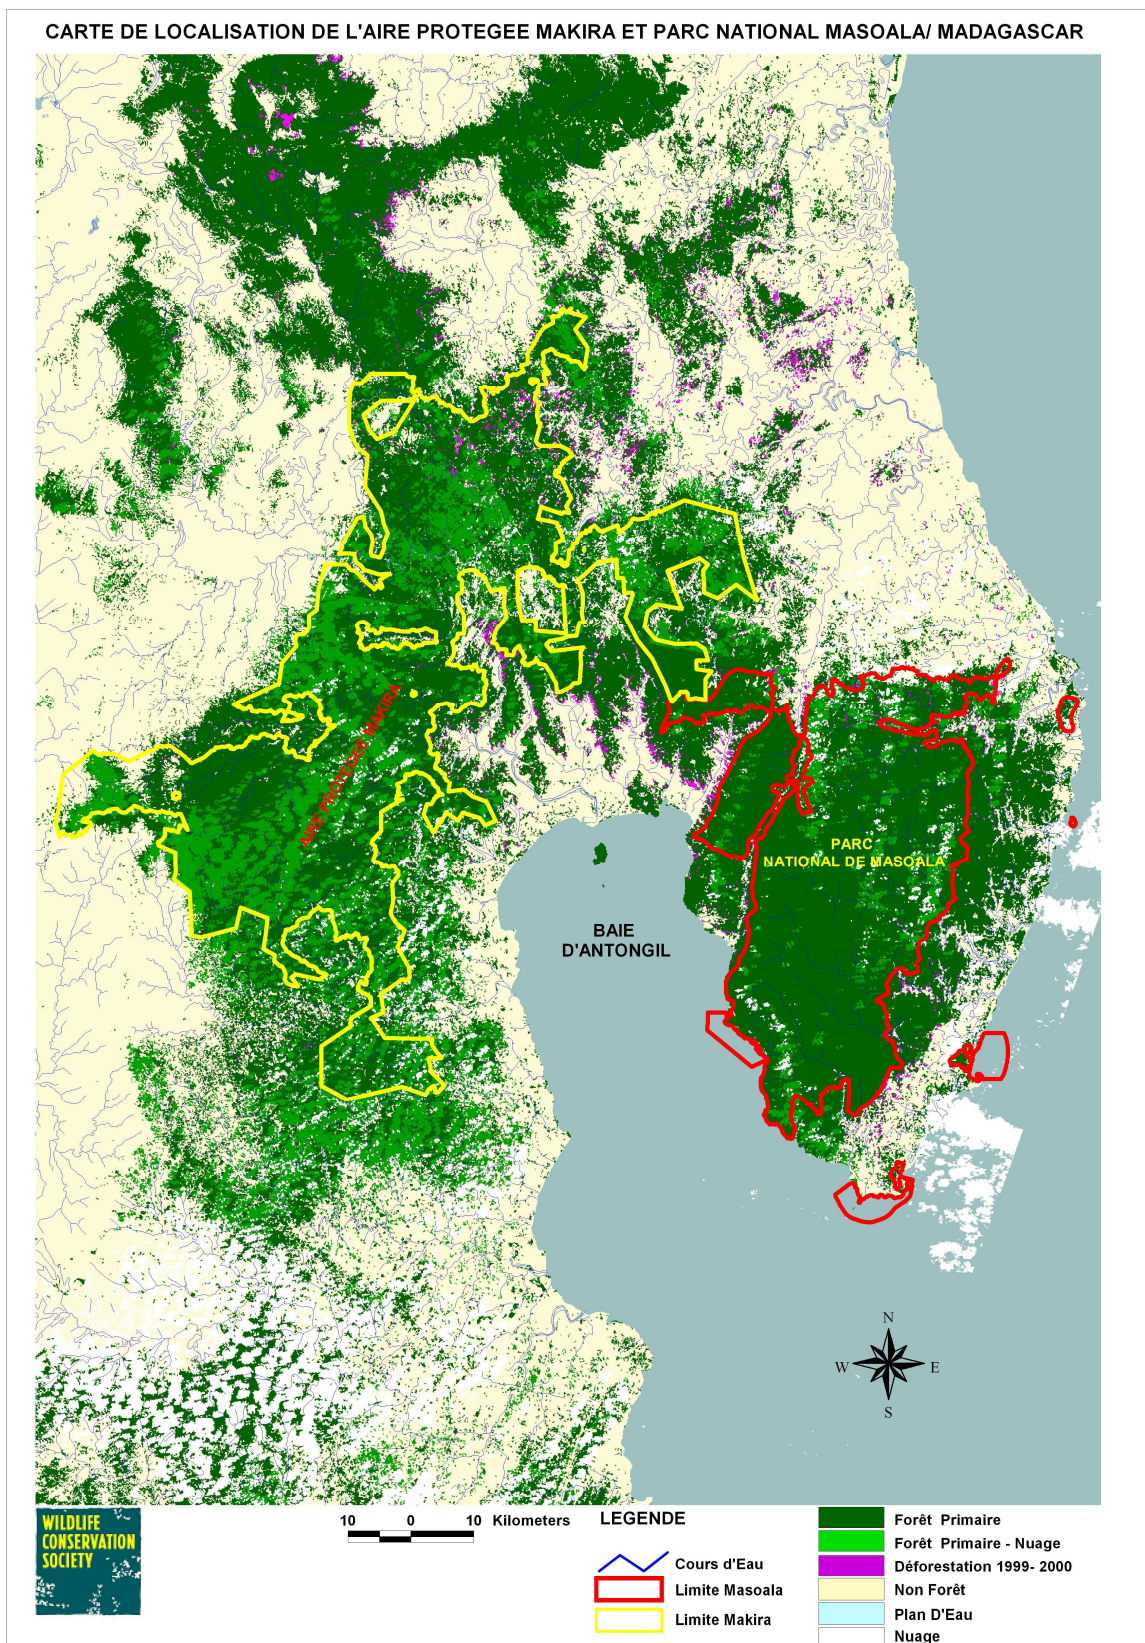 CARTE DE LOCALISATION DE L'AIRE PROTEGEE MAKIRA ET PARC NATIONAL MASOALA/ MADAGASCAR
AIRE PROTEGEE MAKIRA
PARC
NATIONAL DE MASOALA
BAIE
D'ANTONGIL
N
W E
S
WILDLIFE
CONSERVATION
SOCIETY
10 0 10 Kilometers
LEGENDE
Cours d'Eau
Limite Masoala
Limite Makira
Forêt Primaire
Forêt Primaire - Nuage
Déforestation 1999- 2000
Non Forêt
Plan D'Eau
Nuage